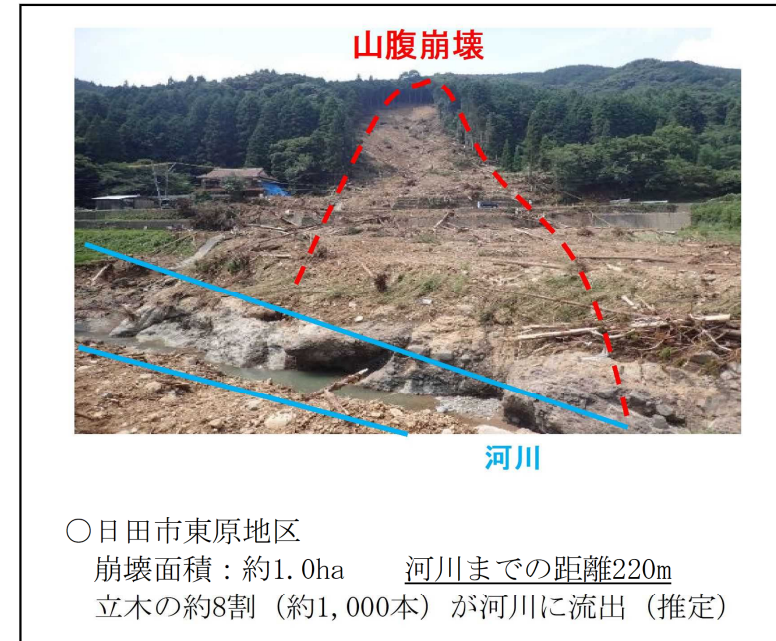 山腹崩壊
河川
○日田市東原地区
崩壊面積：約1.0ha 河川までの距離220m
立木の約8割（約1,000本）が河川に流出（推定）